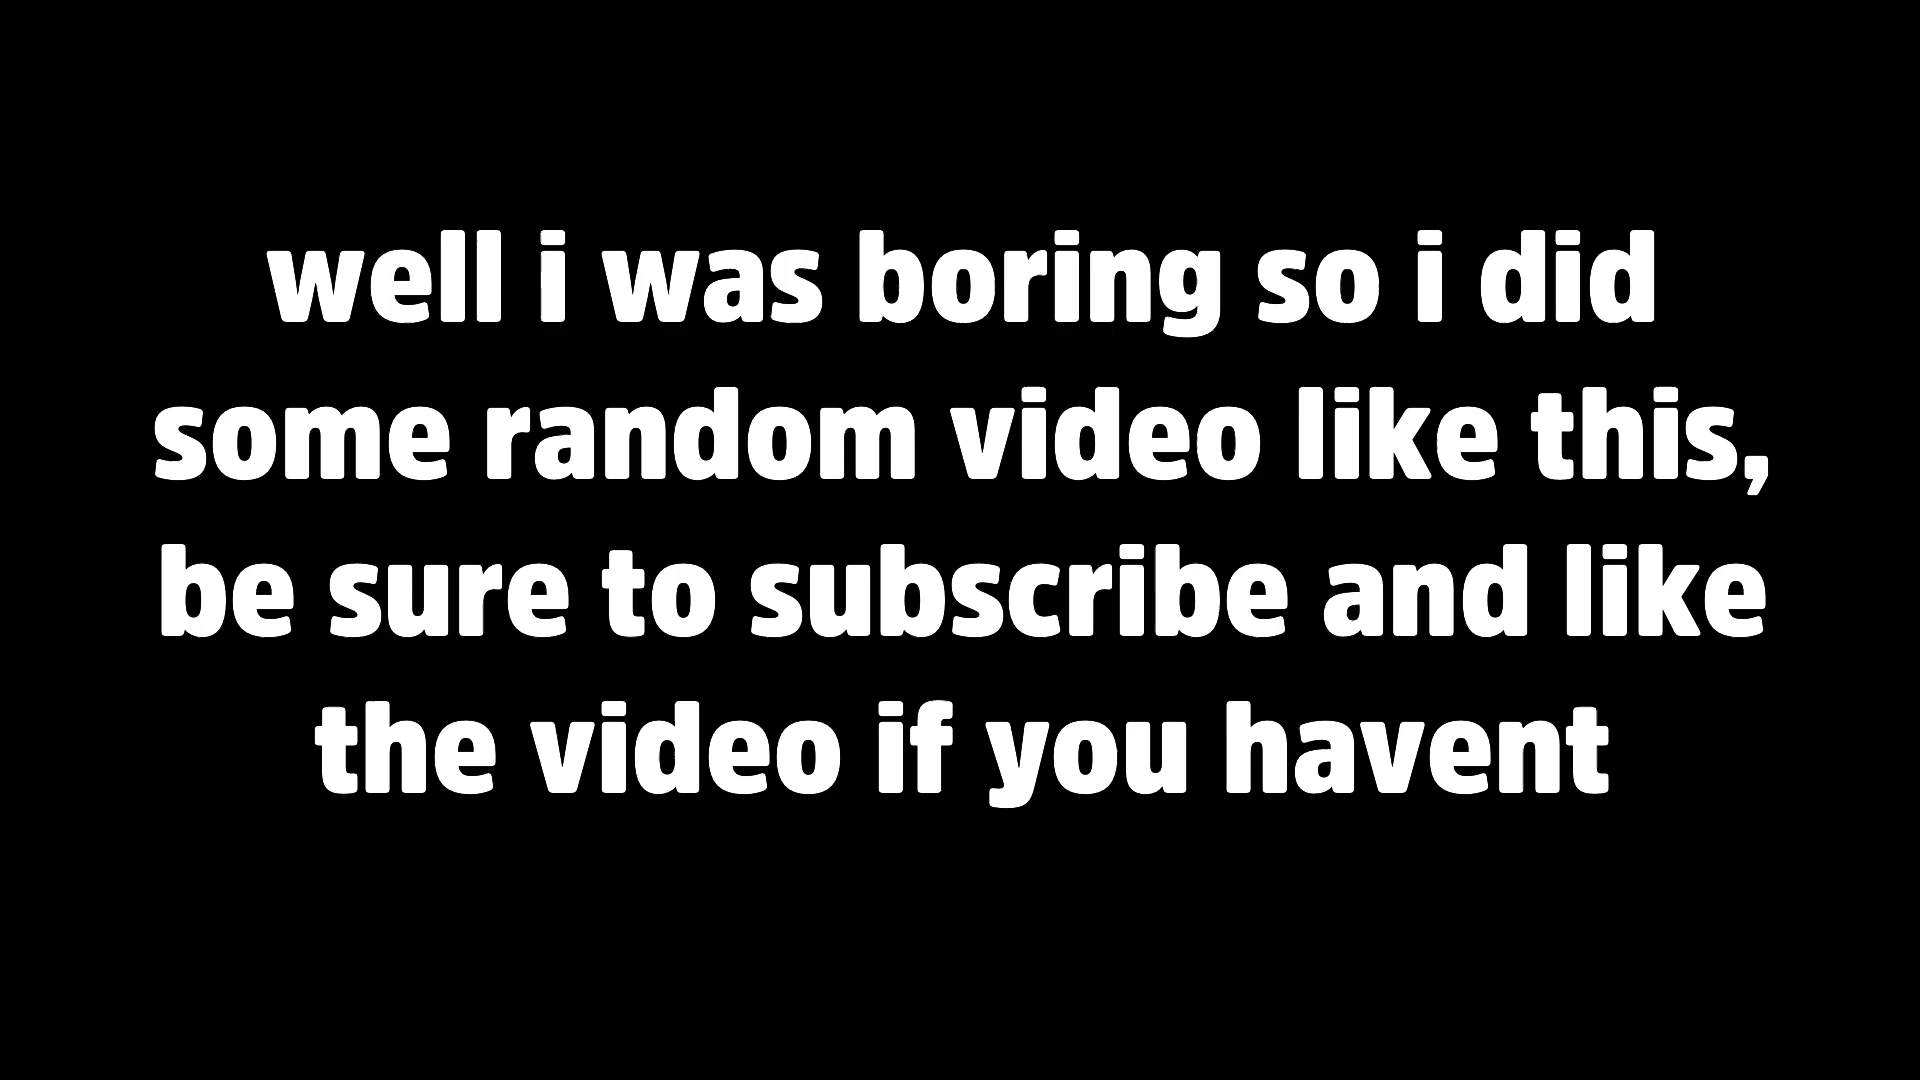 well i was boring so i did
some random video like this,
be sure to subscribe and like
the video if you havent